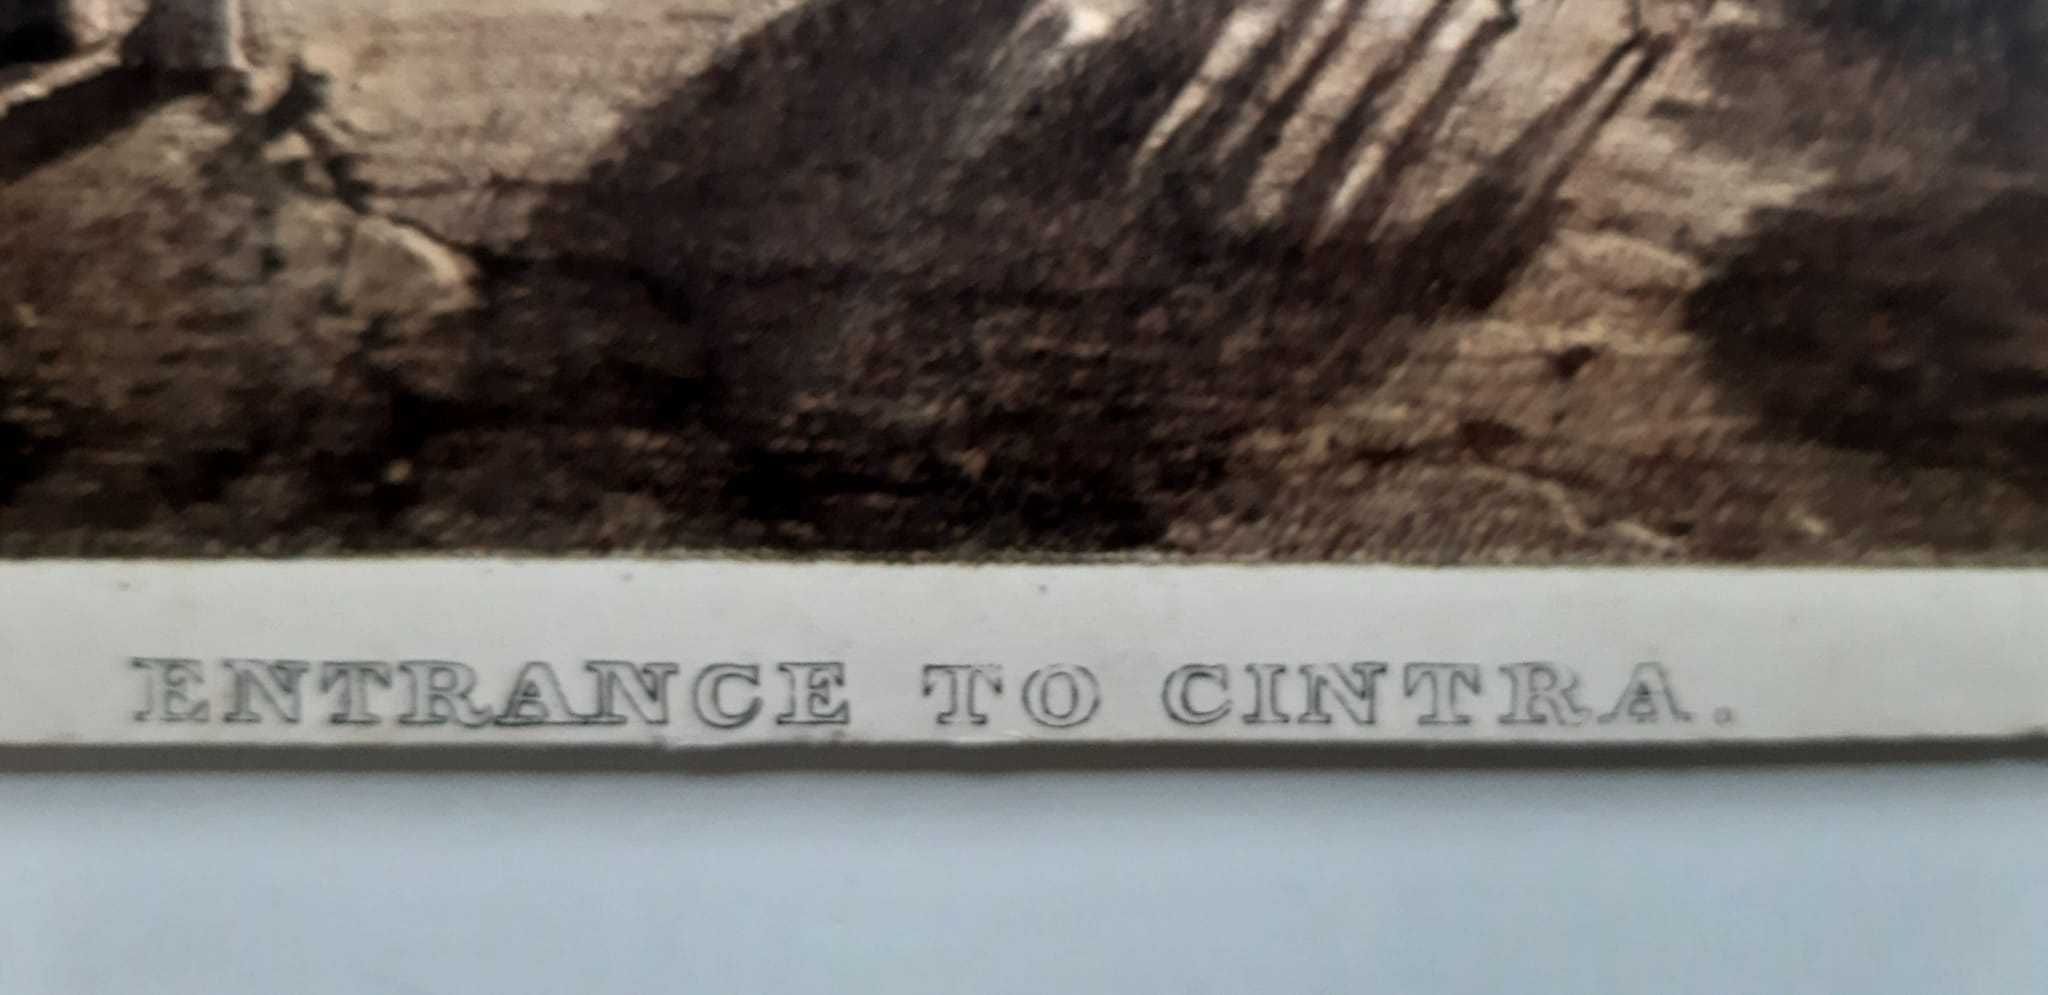 ENTRANCE TO CINTRA.